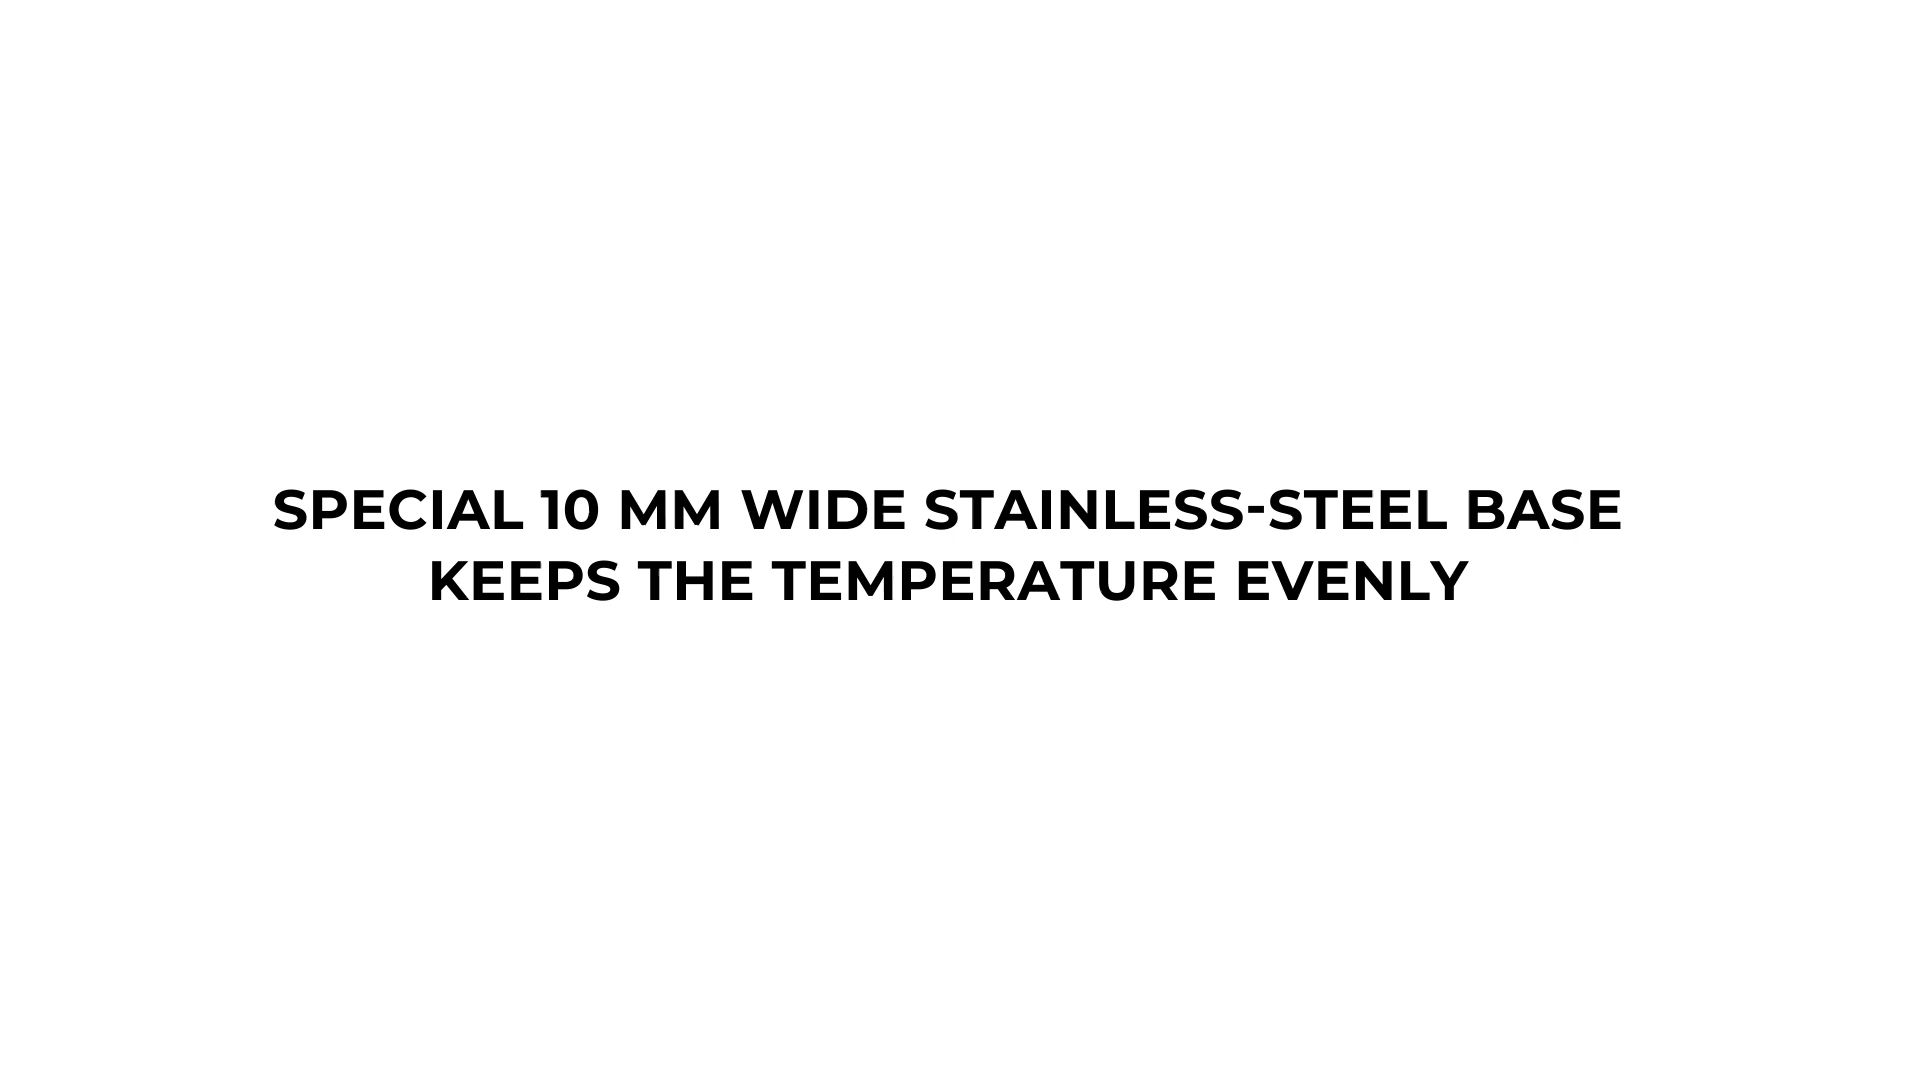 SPECIAL 10 MM WIDE STAINLESS-STEEL BASE
KEEPS THE TEMPERATURE EVENLY